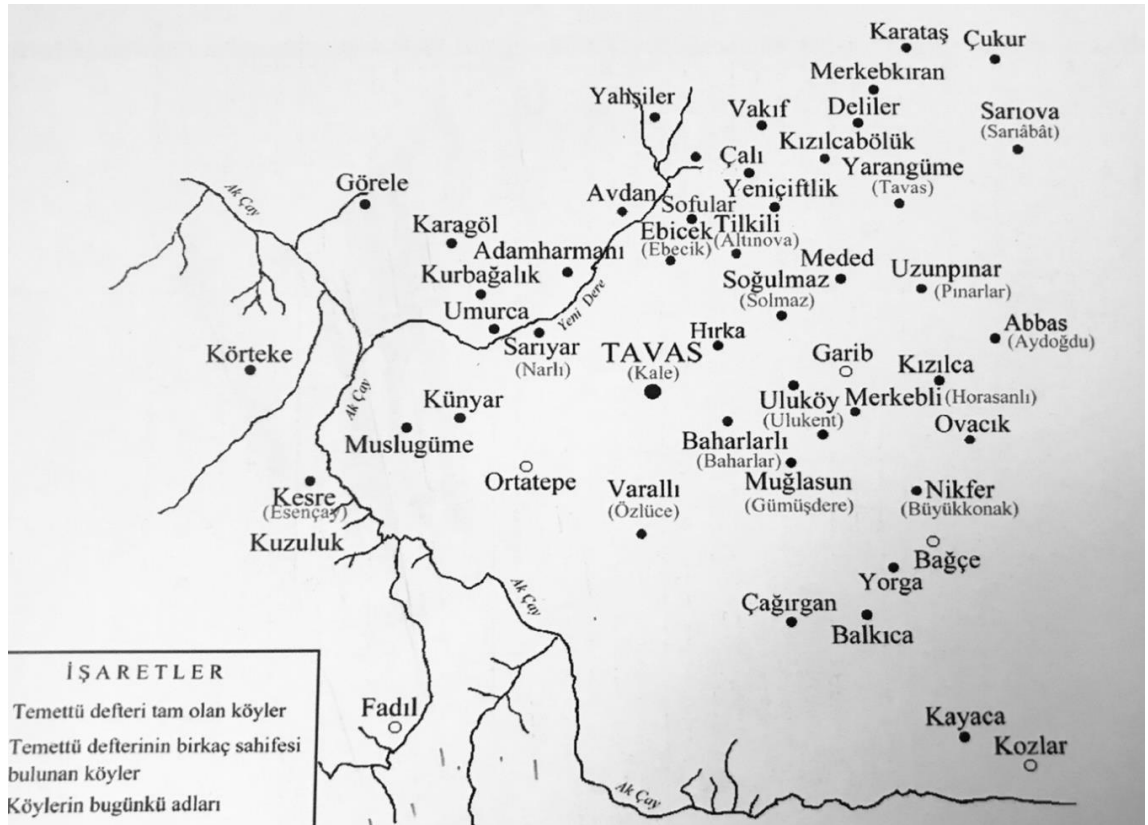 Karataş
Çukur
Merkebkıran
Yahşiler
Vakıf
Deliler
Sarıova
(Sarıâbât)
Kızılcabölük
Çalı
Yarangüme
(Tavas)
Ak Çay
Görele
Avdan
Yeniçiftlik
Sofular
Karagöl
Ebicek
(Ebecik)
Tilkili
(Altınova)
Adamharmanı
Meded
Kurbağalık
Soğulmaz
(Solmaz)
Uzunpınar
(Pınarlar)
Umurca
Yeni Dere
Abbas
(Aydoğdu)
Sarıyar
(Narlı)
Hırka
Körteke
TAVAS
(Kale)
Garib
Kızılca
(Horasanlı)
Ak Çay
Künyar
Uluköy
(Ulukent)
Merkebli
Ovacık
Muslugüme
Baharlarlı
(Baharlar)
Ortatepe
Varallı
(Özlüce)
Muğlasun
(Gümüşdere)
Nikfer
(Büyükkonak)
Kesre
(Esençay)
Kuzuluk
Bağçe
Yorga
Ak Çay
Çağırgan
Balkıca
Fadıl
Kayaca
Kozlar
Ak Çay
İŞARETLER
Temettü defteri tam olan köyler
Temettü defterinin birkaç sahifesi
bulunan köyler
Köylerin bugünkü adları